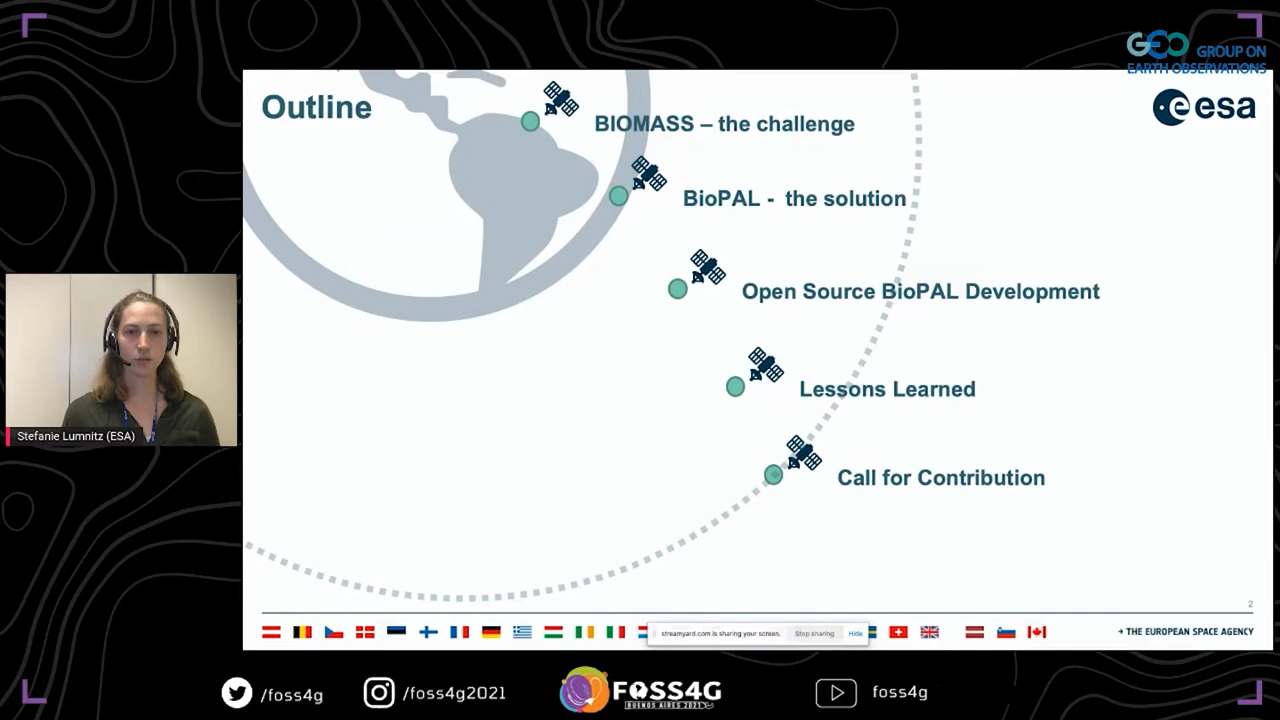 GEO GROUP ON
EARTH OBSERVATIONS
Outline
esa
BIOMASS – the challenge
BioPAL - the solution
Open Source BioPAL Development
Lessons Learned
Call for Contribution
Stefanie Lumnitz (ESA)
2
streamyard.com is sharing your screen. Stop sharing Hide
→ THE EUROPEAN SPACE AGENCY
/foss4g
/foss4g2021
FOSS4G
BUENOS AIRES 2021
foss4g